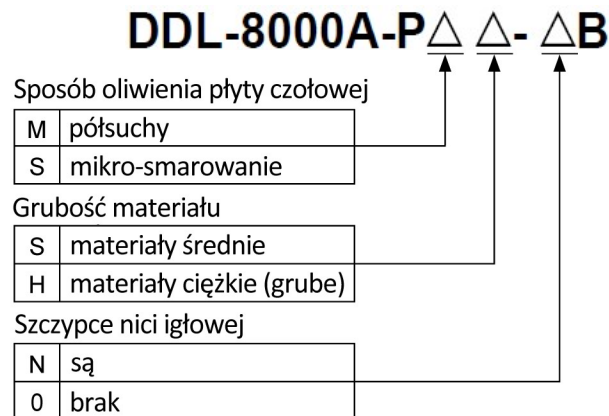 DDL-8000A-P△ △- △B
Sposób oliwienia płyty czołowej
M półsuchy
S mikro-smarowanie
Grubość materiału
S materiały średnie
H materiały ciężkie (grube)
Szczypce nici igłowej
N są
0 brak